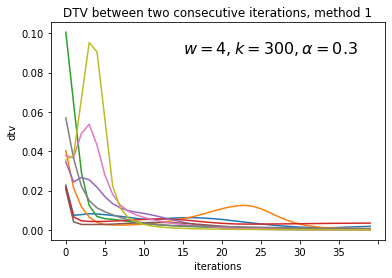 DTV between two consecutive iterations, method 1
w = 4, k = 300, α = 0.3
dtv
0.10
0.08
0.06
0.04
0.02
0.00
0 5 10 15 20 25 30 35
iterations